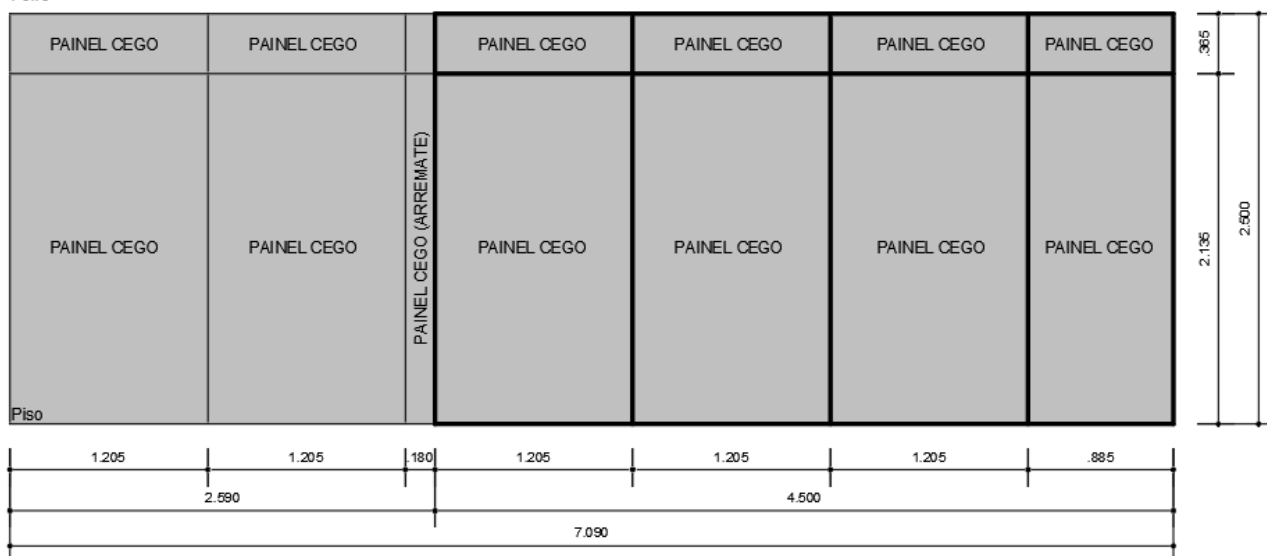 PAINEL CEGO PAINEL CEGO PAINEL CEGO PAINEL CEGO PAINEL CEGO PAINEL CEGO
.365
PAINEL CEGO PAINEL CEGO PAINEL CEGO (ARREMATE) PAINEL CEGO PAINEL CEGO PAINEL CEGO PAINEL CEGO
2.135
2.500
Piso
1.205 1.205 .180 1.205 1.205 1.205 .885
2.590 4.500
7.090